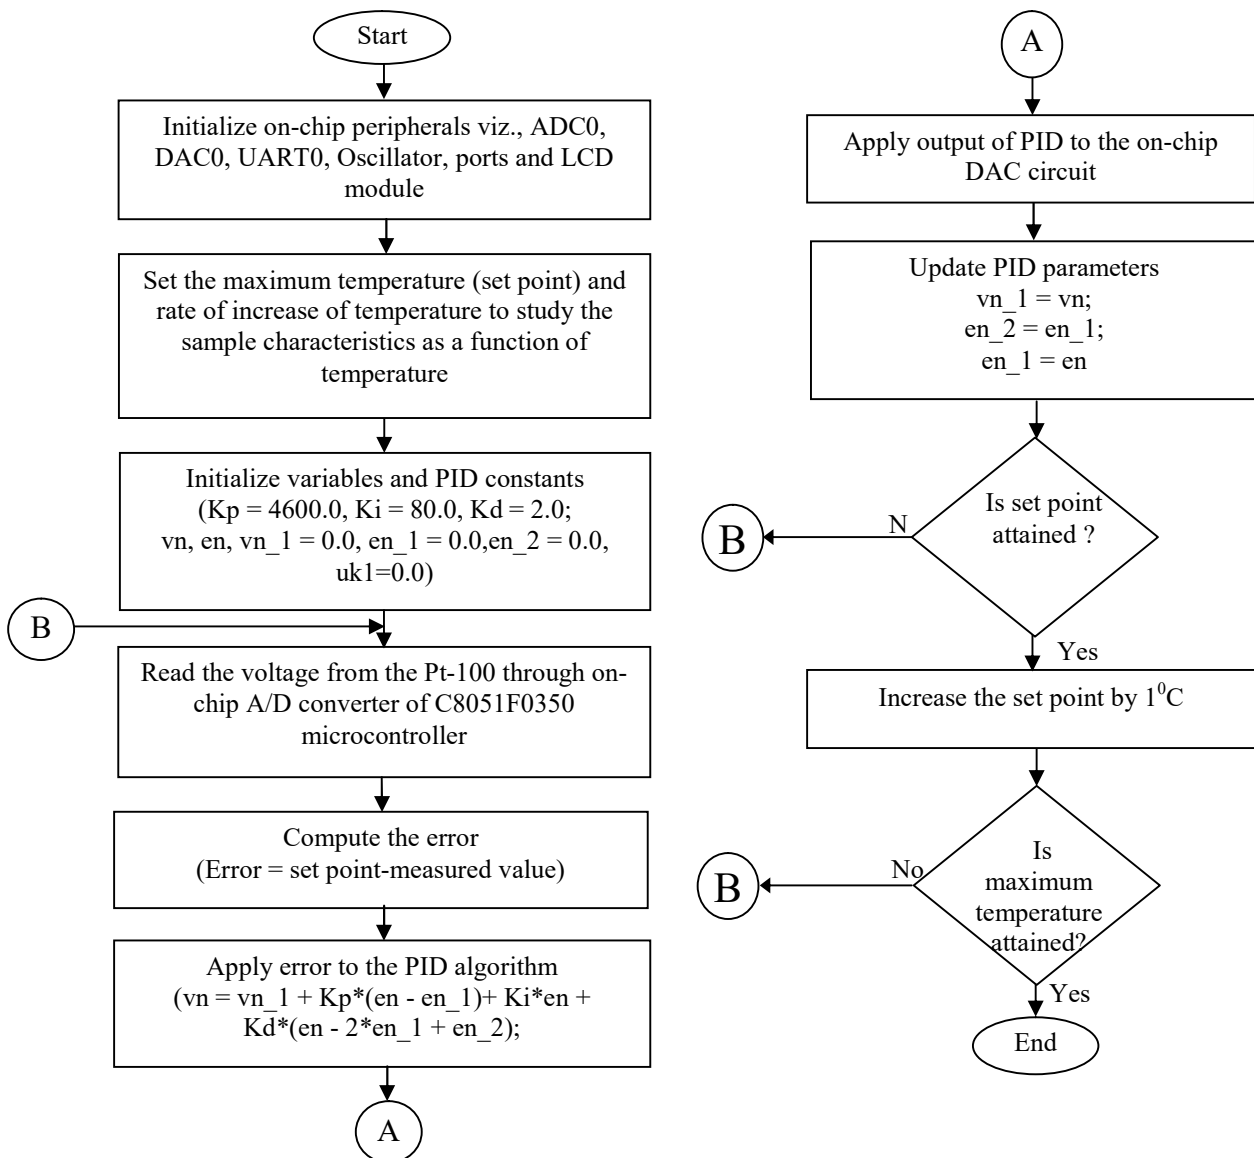 Start
Initialize on-chip peripherals viz., ADC0,
DAC0, UART0, Oscillator, ports and LCD
module
Set the maximum temperature (set point) and
rate of increase of temperature to study the
sample characteristics as a function of
temperature
Initialize variables and PID constants
(Kp = 4600.0, Ki = 80.0, Kd = 2.0;
vn, en, vn_1 = 0.0, en_1 = 0.0,en_2 = 0.0,
uk1=0.0)
B
Read the voltage from the Pt-100 through on-
chip A/D converter of C8051F0350
microcontroller
Compute the error
(Error = set point-measured value)
Apply error to the PID algorithm
(vn = vn_1 + Kp*(en - en_1)+ Ki*en +
Kd*(en - 2*en_1 + en_2);
A
A
Apply output of PID to the on-chip
DAC circuit
Update PID parameters
vn_1 = vn;
en_2 = en_1;
en_1 = en
Is set point
attained ?
N
B
Yes
Increase the set point by 1⁰C
Is
maximum
temperature
attained?
No
B
Yes
End